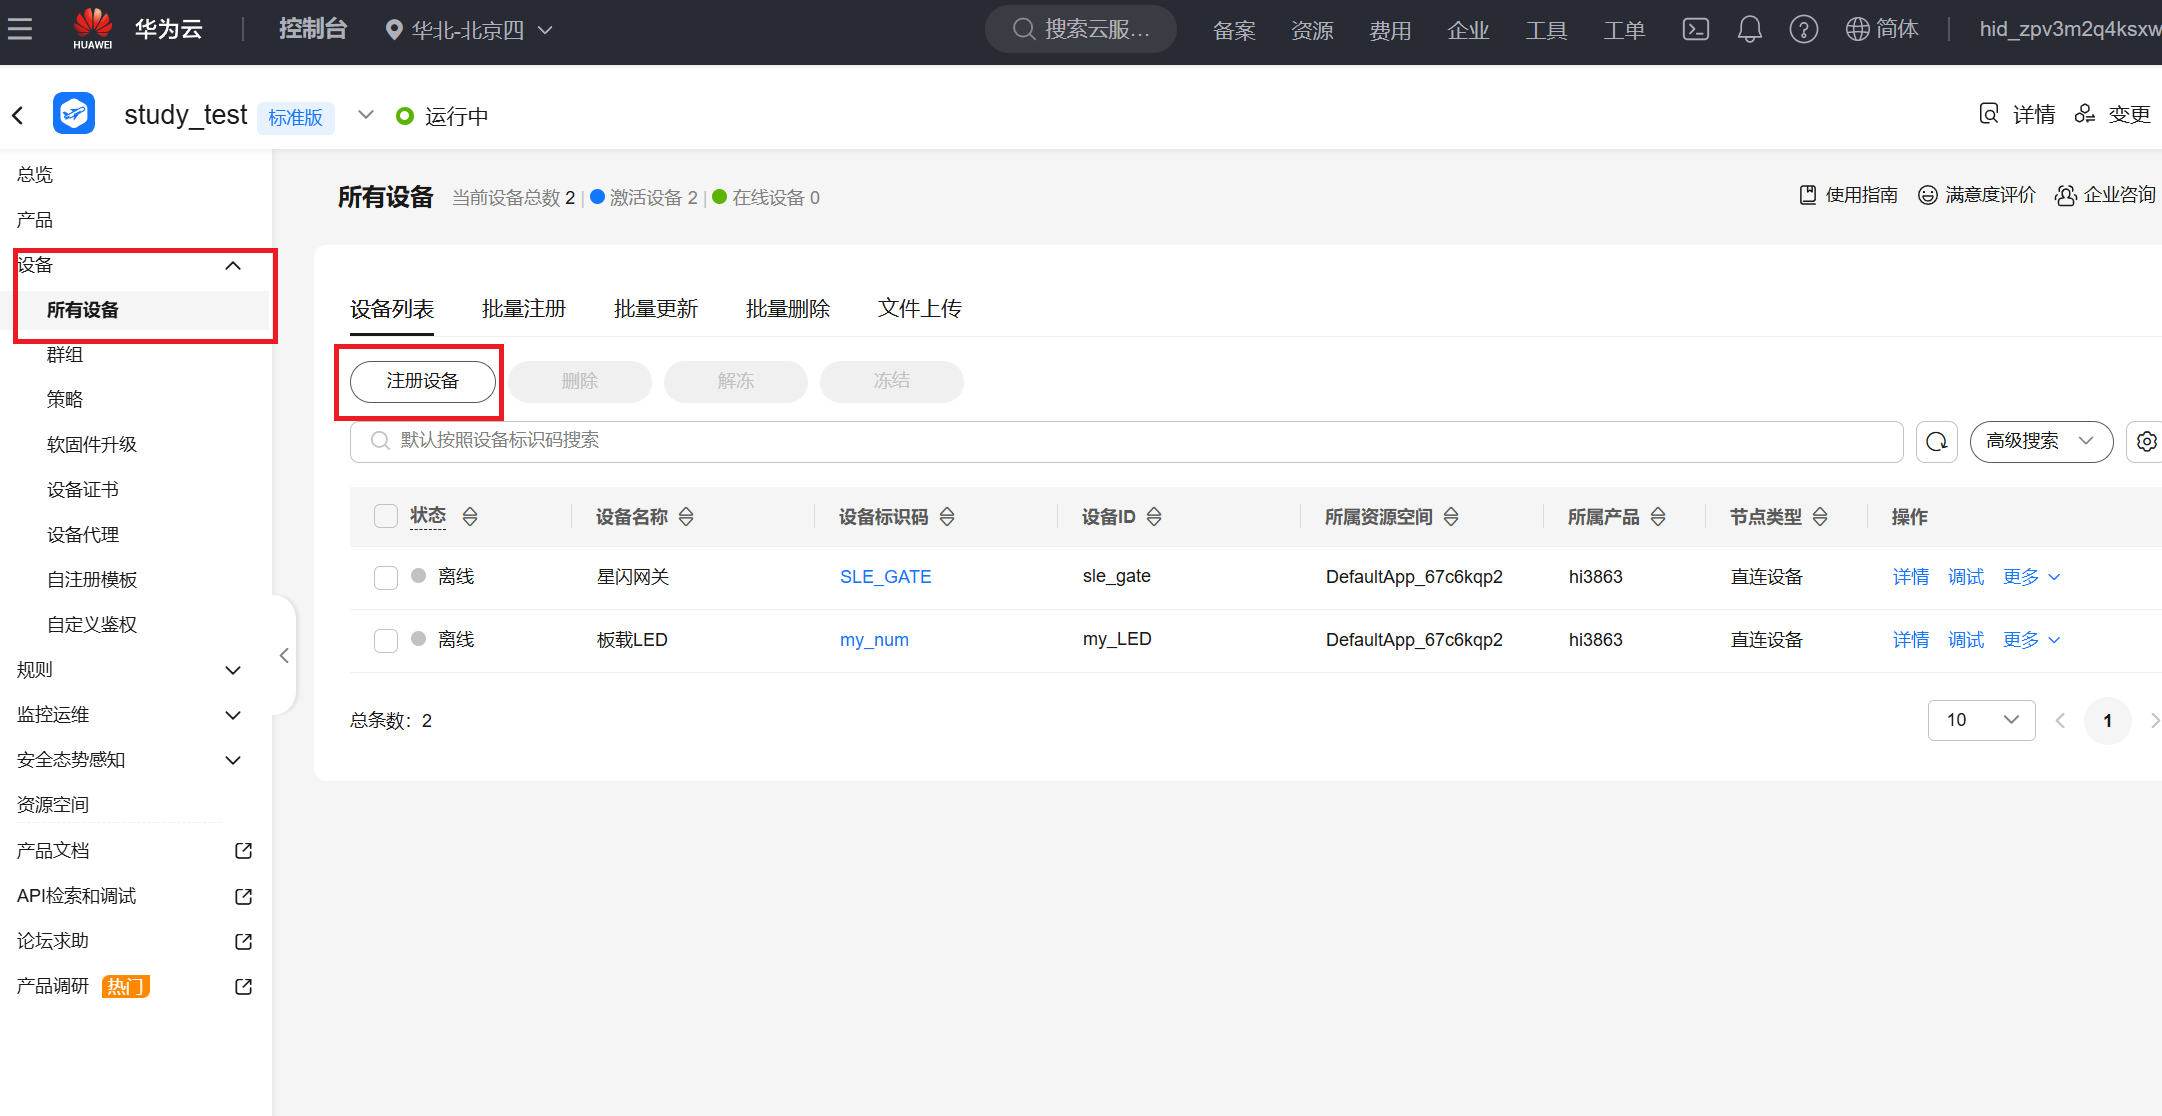 HUAWEI 华为云 控制台 华北-北京四 搜索云服... 备案 资源 费用 企业 工具 工单 简体 hid_zpv3m2q4ksxw
study_test 标准版 运行中 详情 变更
总览
产品
设备
所有设备
群组
策略
软固件升级
设备证书
设备代理
自注册模板
自定义鉴权
规则
监控运维
安全态势感知
资源空间
产品文档
API检索和调试
论坛求助
产品调研 热门
所有设备 当前设备总数 2 | 激活设备 2 | 在线设备 0
使用指南 满意度评价 企业咨询
设备列表 批量注册 批量更新 批量删除 文件上传
注册设备 删除 解冻 冻结
默认按照设备标识码搜索 高级搜索
状态 设备名称 设备标识码 设备ID 所属资源空间 所属产品 节点类型 操作
离线 星闪网关 SLE_GATE sle_gate DefaultApp_67c6kqp2 hi3863 直连设备 详情 调试 更多
离线 板载LED my_num my_LED DefaultApp_67c6kqp2 hi3863 直连设备 详情 调试 更多
总条数：2 10 1